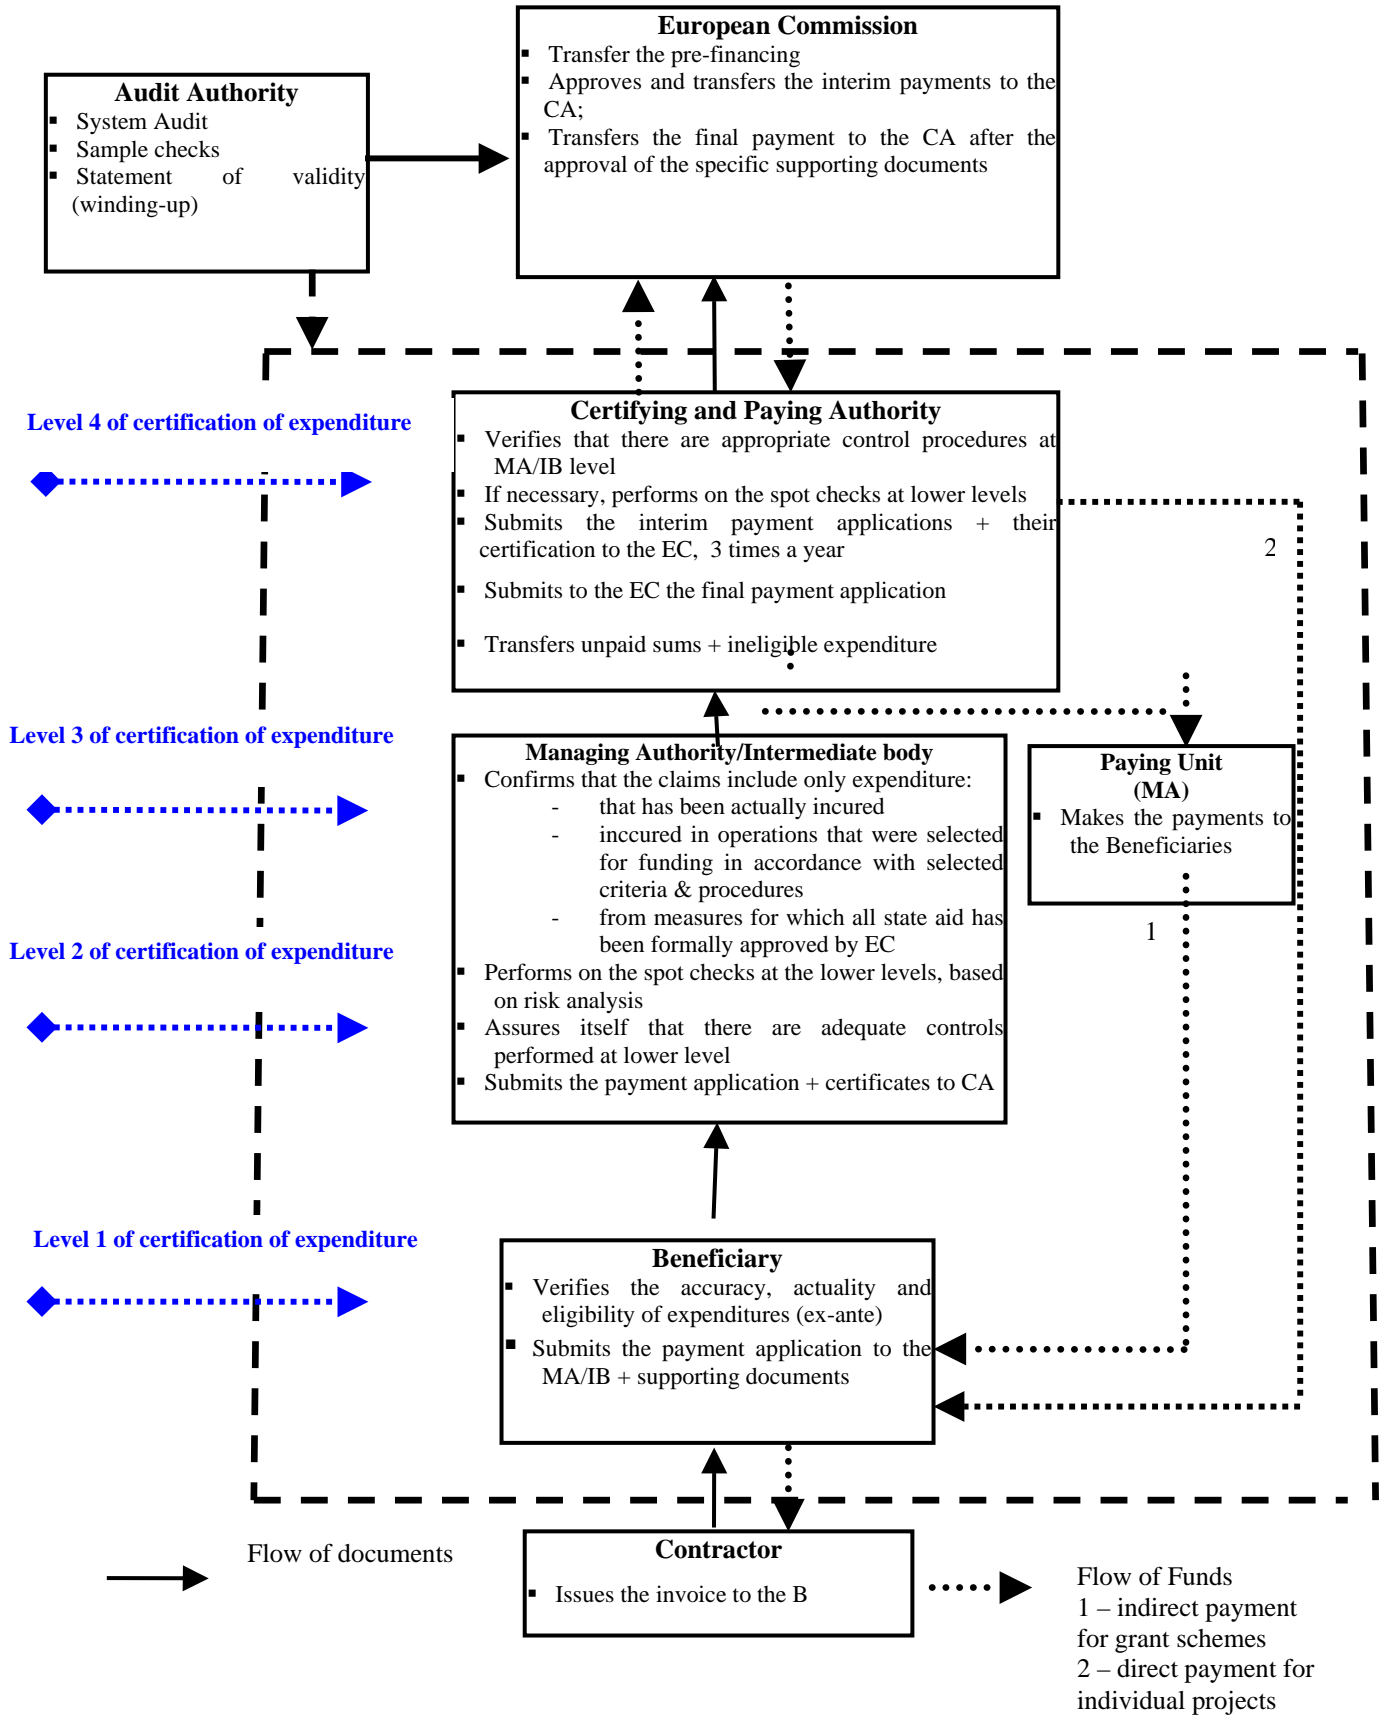 European Commission
▪ Transfer the pre-financing
▪ Approves and transfers the interim payments to the
CA;
▪ Transfers the final payment to the CA after the
approval of the specific supporting documents
Audit Authority
▪ System Audit
▪ Sample checks
▪ Statement of validity
(winding-up)
Level 4 of certification of expenditure
Certifying and Paying Authority
▪ Verifies that there are appropriate control procedures at
MA/IB level
▪ If necessary, performs on the spot checks at lower levels
▪ Submits the interim payment applications + their
certification to the EC, 3 times a year
▪ Submits to the EC the final payment application
▪ Transfers unpaid sums + ineligible expenditure
2
Level 3 of certification of expenditure
Managing Authority/Intermediate body
▪ Confirms that the claims include only expenditure:
- that has been actually incured
- inccured in operations that were selected
for funding in accordance with selected
criteria & procedures
- from measures for which all state aid has
been formally approved by EC
▪ Performs on the spot checks at the lower levels, based
on risk analysis
▪ Assures itself that there are adequate controls
performed at lower level
▪ Submits the payment application + certificates to CA
Paying Unit
(MA)
▪ Makes the payments to
the Beneficiaries
1
Level 2 of certification of expenditure
Level 1 of certification of expenditure
Beneficiary
▪ Verifies the accuracy, actuality and
eligibility of expenditures (ex-ante)
▪ Submits the payment application to the
MA/IB + supporting documents
Flow of documents
Contractor
▪ Issues the invoice to the B
Flow of Funds
1 – indirect payment
for grant schemes
2 – direct payment for
individual projects